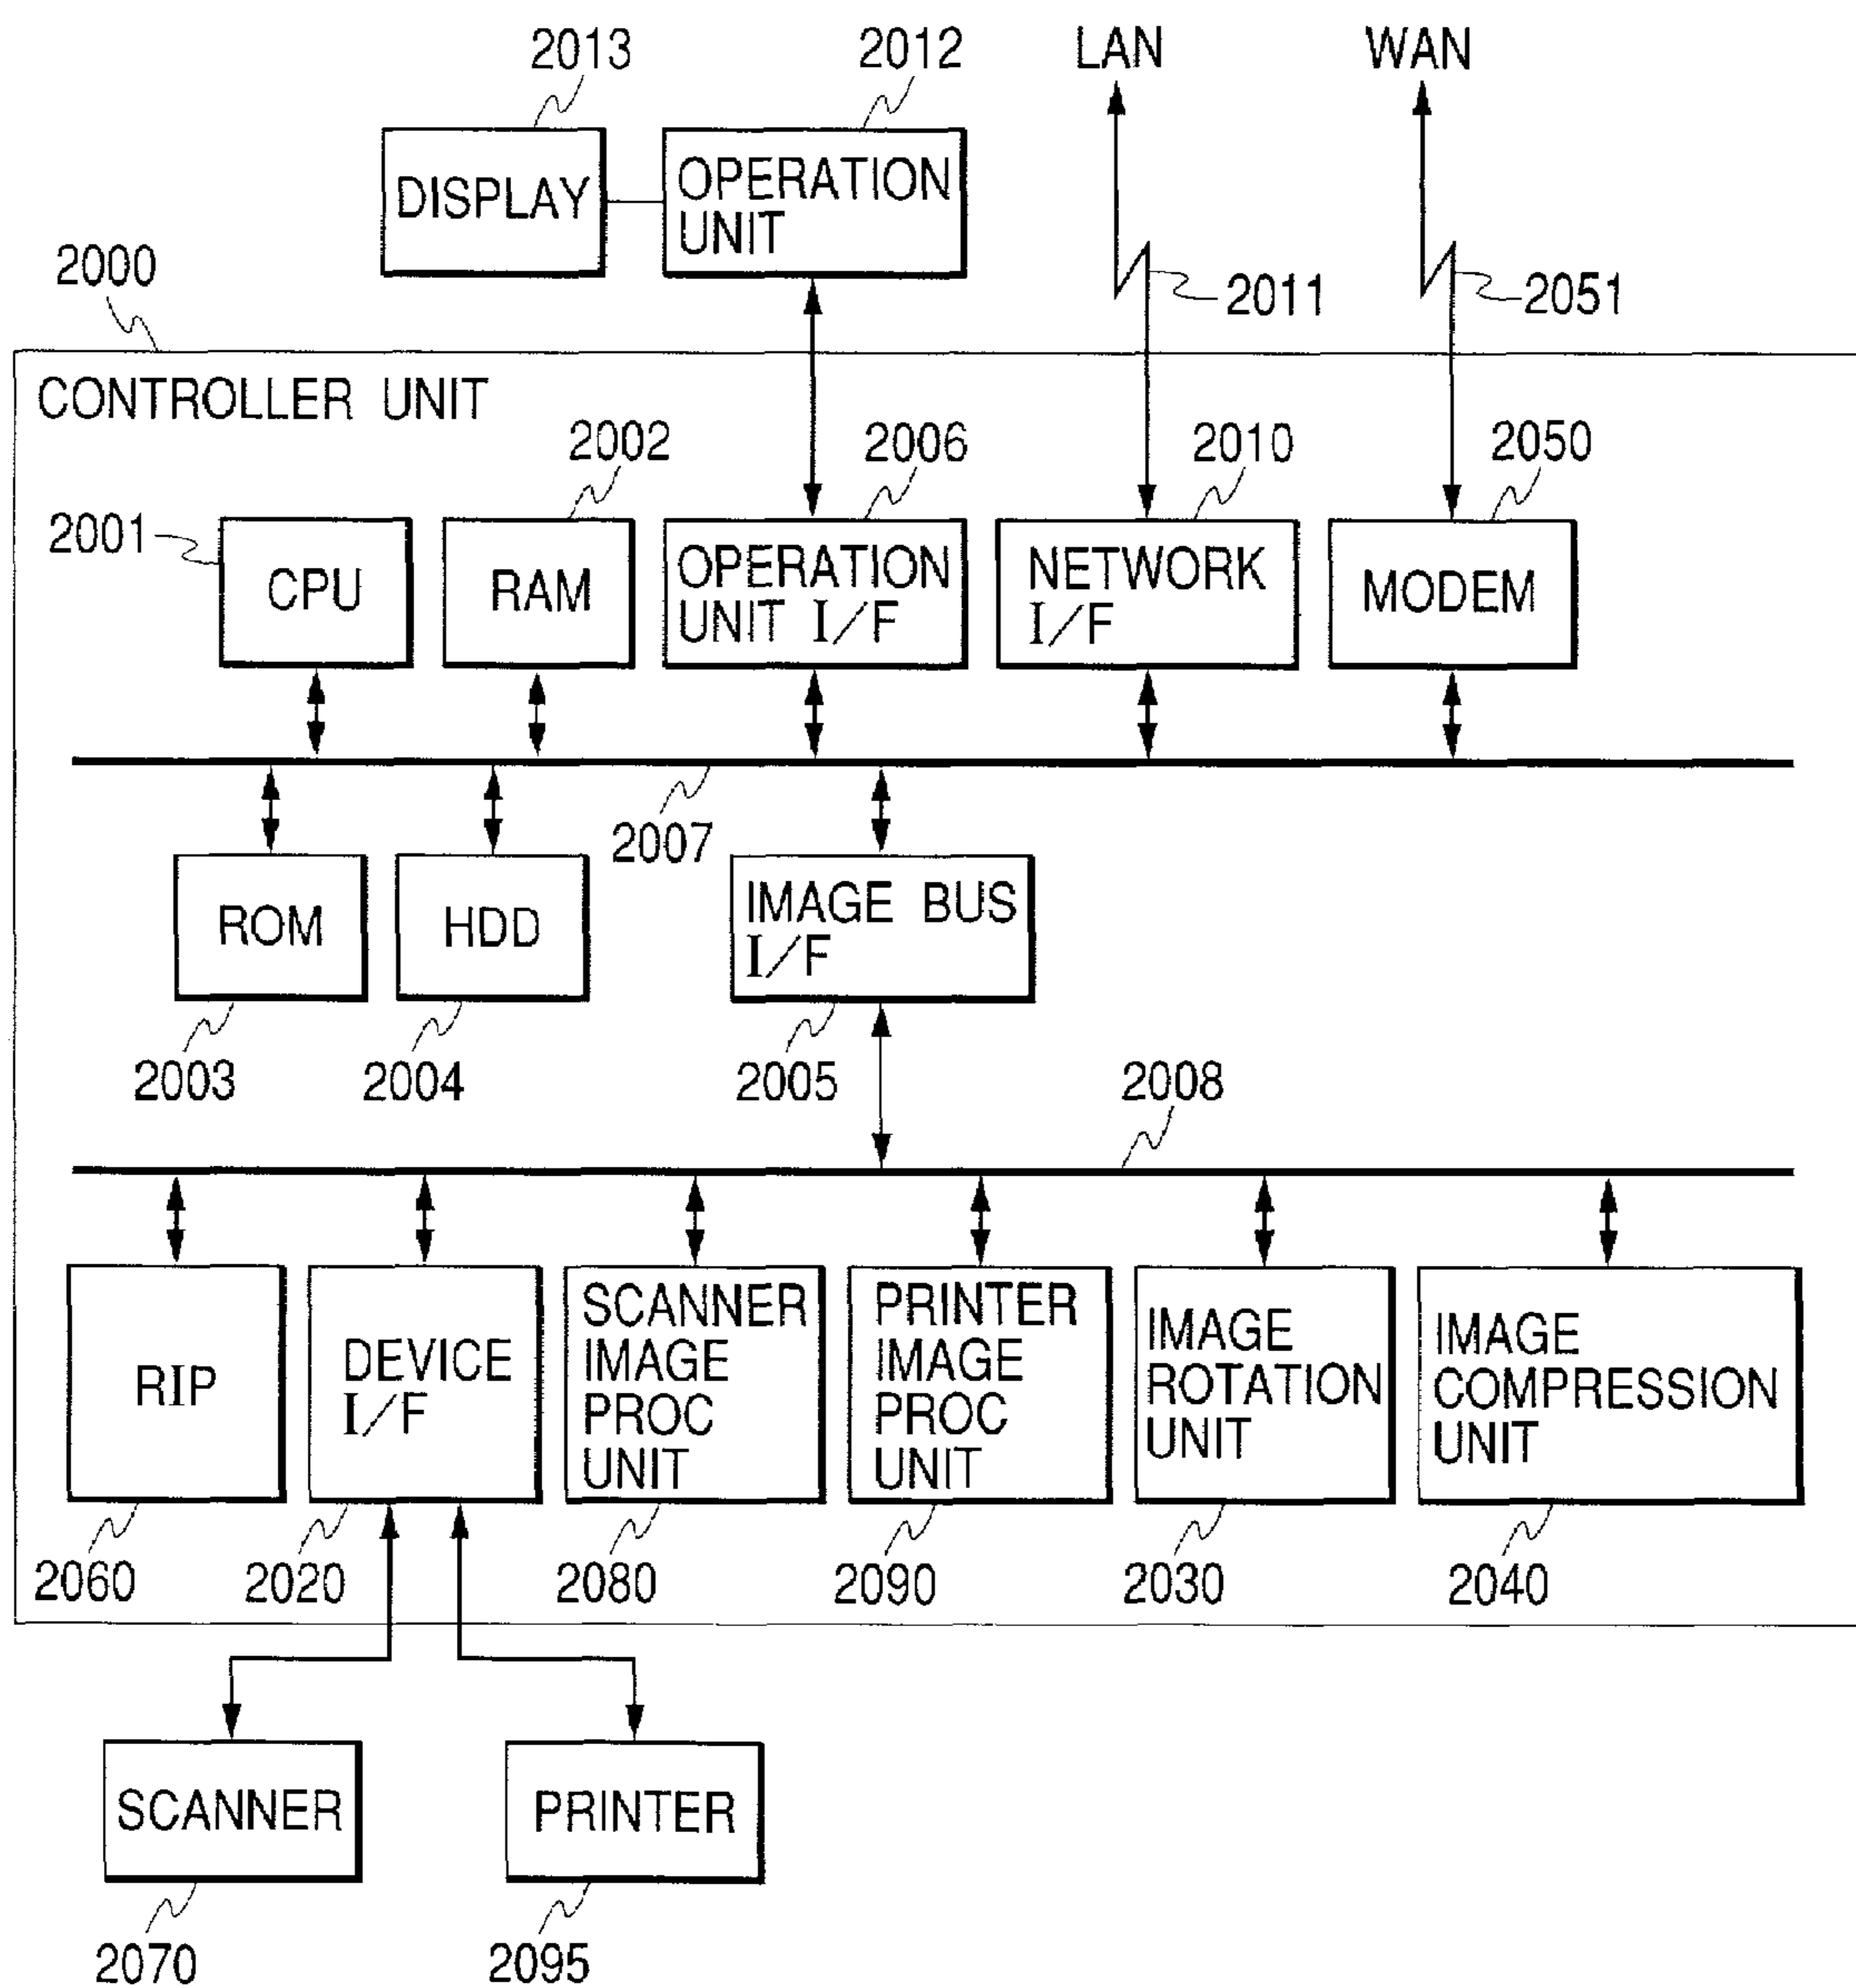 2013
2012
LAN
WAN
DISPLAY
OPERATION
UNIT
2000
2011
2051
CONTROLLER UNIT
2002
2006
2010
2050
2001
CPU
RAM
OPERATION
UNIT I/F
NETWORK
I/F
MODEM
2007
ROM
HDD
IMAGE BUS
I/F
2003
2004
2005
2008
RIP
DEVICE
I/F
SCANNER
IMAGE
PROC
UNIT
PRINTER
IMAGE
PROC
UNIT
IMAGE
ROTATION
UNIT
IMAGE
COMPRESSION
UNIT
2060
2020
2080
2090
2030
2040
SCANNER
PRINTER
2070
2095